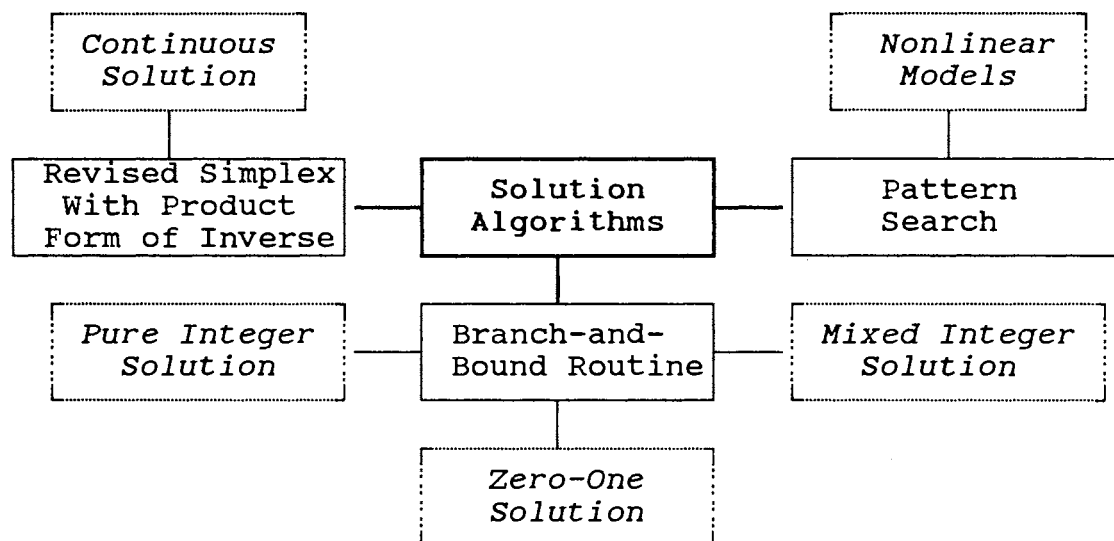 Continuous
Solution
Nonlinear
Models
Revised Simplex
With Product
Form of Inverse
Solution
Algorithms
Pattern
Search
Pure Integer
Solution
Branch-and-
Bound Routine
Mixed Integer
Solution
Zero-One
Solution